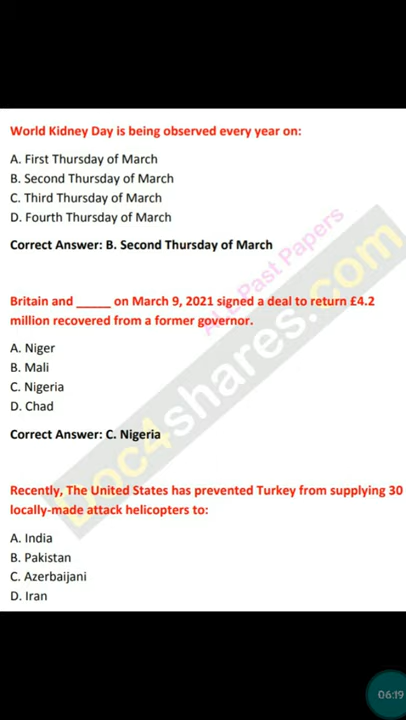 World Kidney Day is being observed every year on:
A. First Thursday of March
B. Second Thursday of March
C. Third Thursday of March
D. Fourth Thursday of March
Correct Answer: B. Second Thursday of March
Britain and _____ on March 9, 2021 signed a deal to return £4.2
million recovered from a former governor.
A. Niger
B. Mali
C. Nigeria
D. Chad
Correct Answer: C. Nigeria
Recently, The United States has prevented Turkey from supplying 30
locally-made attack helicopters to:
A. India
B. Pakistan
C. Azerbaijani
D. Iran
ALL Past Papers
Doc4shares.com
06:19